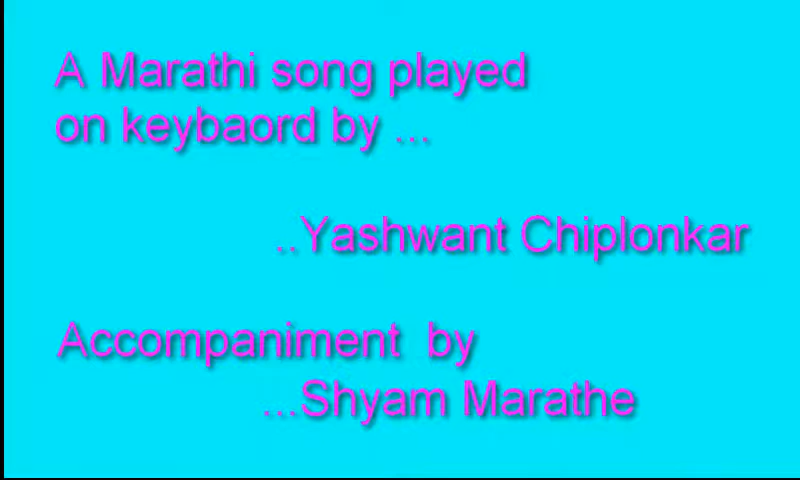 A Marathi song played
on keybaord by ...
..Yashwant Chiplonkar
Accompaniment by
...Shyam Marathe